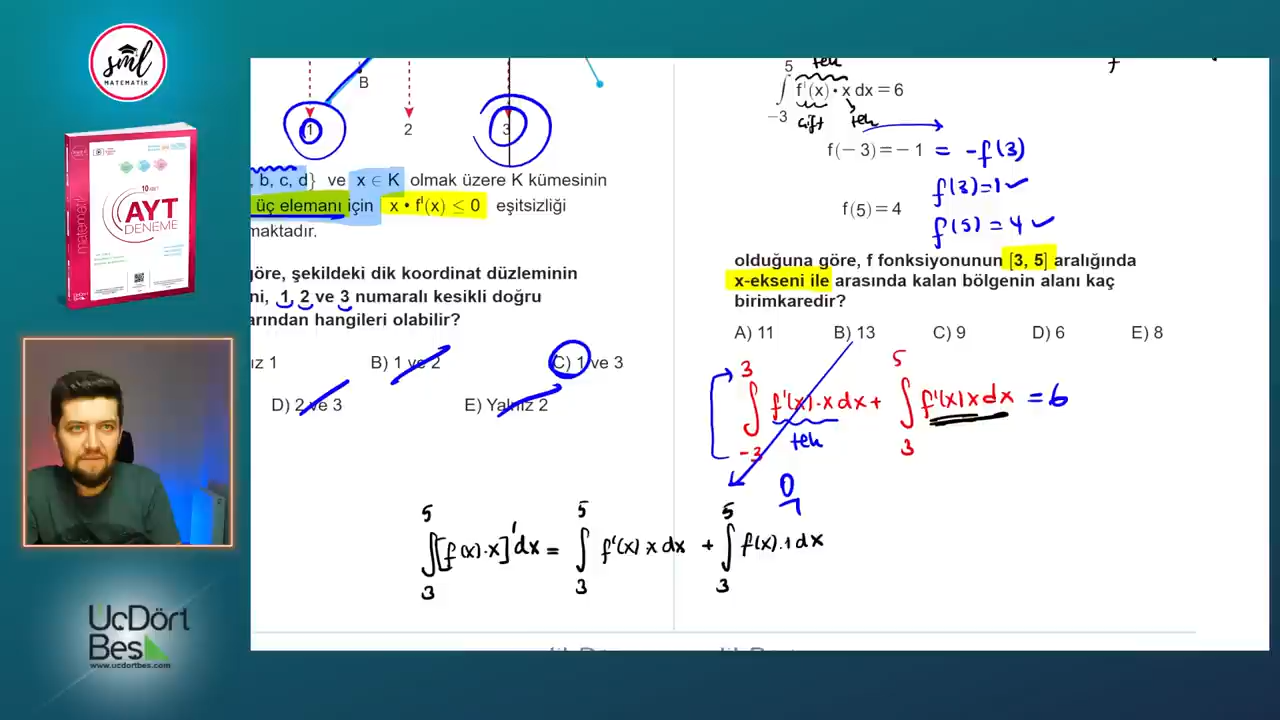 sml
MATEMATİK
10'lu
AYT
DENEME
matematik
B
1
2
3
, b, c, d} ve x ∈ K olmak üzere K kümesinin
üç elemanı için x • f'(x) ≤ 0 eşitsizliği
maktadır.
göre, şekildeki dik koordinat düzleminin
ni, 1, 2 ve 3 numaralı kesikli doğru
arından hangileri olabilir?
ız 1
B) 1 ve 2
C) 1 ve 3
D) 2 ve 3
E) Yalnız 2
tek
5
∫ f'(x) • x dx = 6
-3
çift tek
f(-3) = -1 = -f(3)
f(3)=1 ✓
f(5) = 4
f(5) = 4 ✓
olduğuna göre, f fonksiyonunun [3, 5] aralığında
x-ekseni ile arasında kalan bölgenin alanı kaç
birimkaredir?
A) 11 B) 13 C) 9 D) 6 E) 8
3 5
∫ f'(x)·x dx + ∫ f'(x) x dx = 6
-3 3
tek
0
5 5 5
∫ [f(x)·x]' dx = ∫ f'(x) x dx + ∫ f(x).1 dx
3 3 3
ÜcDört
Bes
www.ucdortbes.com